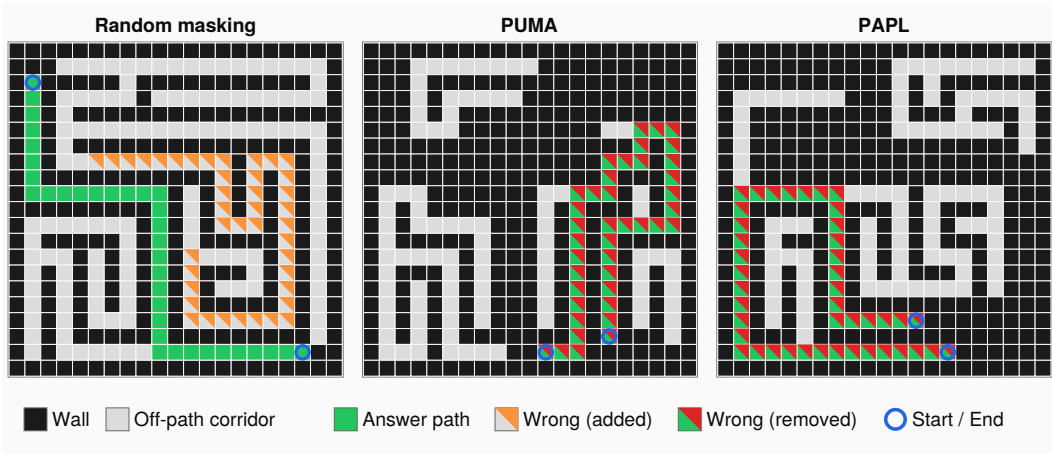 Random masking
PUMA
PAPL
Wall
Off-path corridor
Answer path
Wrong (added)
Wrong (removed)
Start / End